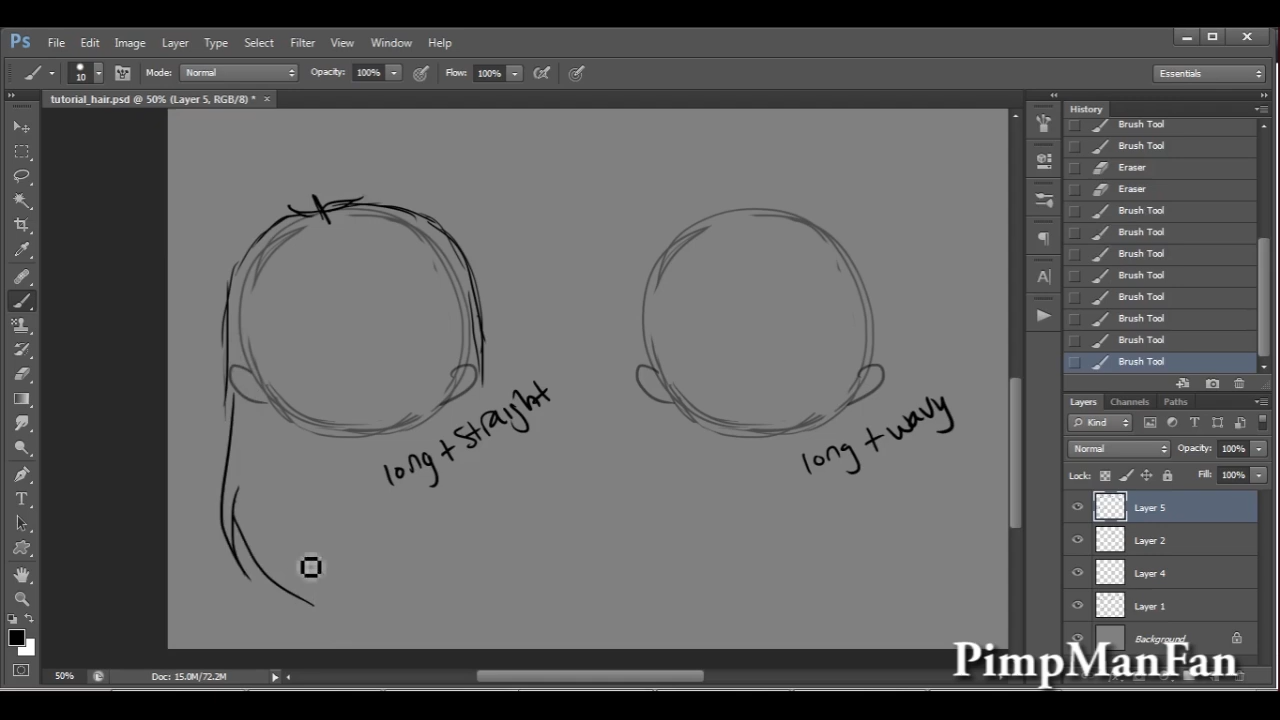 Ps File Edit Image Layer Type Select Filter View Window Help
10 Mode: Normal Opacity: 100% Flow: 100% Essentials
tutorial_hair.psd @ 50% (Layer 5, RGB/8) * ×
History
Brush Tool
Brush Tool
Eraser
Eraser
Brush Tool
Brush Tool
Brush Tool
Brush Tool
Brush Tool
Brush Tool
Brush Tool
Brush Tool
long + straight
long + wavy
Layers Channels Paths
Kind
Normal Opacity: 100%
Lock: Fill: 100%
Layer 5
Layer 2
Layer 4
Layer 1
Background
PimpManFan
50% Doc: 15.0M/72.2M